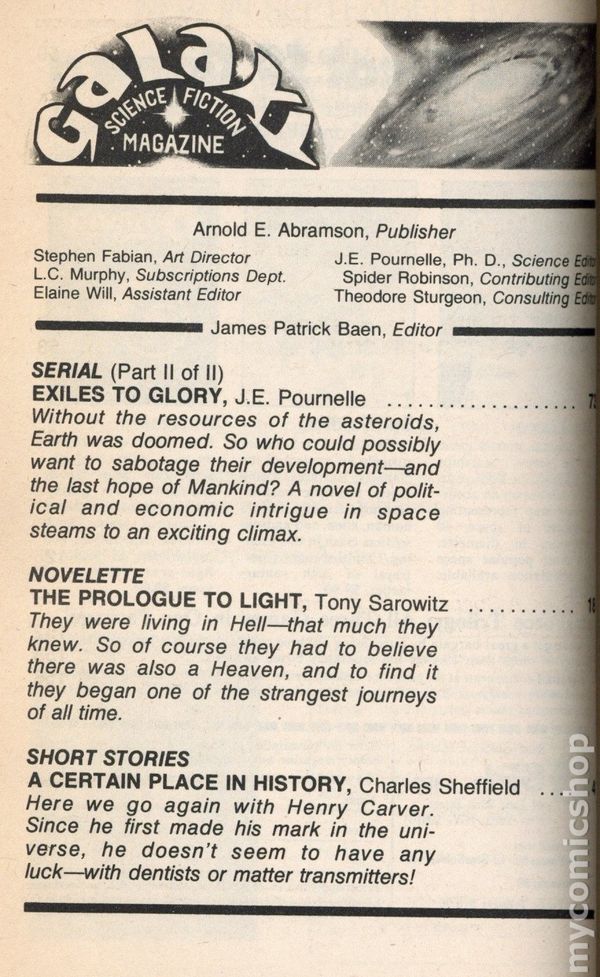 GALAXY
SCIENCE FICTION
MAGAZINE
Arnold E. Abramson, Publisher
Stephen Fabian, Art Director
L.C. Murphy, Subscriptions Dept.
Elaine Will, Assistant Editor
J.E. Pournelle, Ph. D., Science
Spider Robinson, Contributing
Theodore Sturgeon, Consulting
James Patrick Baen, Editor
SERIAL (Part II of II)
EXILES TO GLORY, J.E. Pournelle ...................
Without the resources of the asteroids,
Earth was doomed. So who could possibly
want to sabotage their development—and
the last hope of Mankind? A novel of polit-
ical and economic intrigue in space
steams to an exciting climax.
NOVELETTE
THE PROLOGUE TO LIGHT, Tony Sarowitz ...........
They were living in Hell—that much they
knew. So of course they had to believe
there was also a Heaven, and to find it
they began one of the strangest journeys
of all time.
SHORT STORIES
A CERTAIN PLACE IN HISTORY, Charles Sheffield ....
Here we go again with Henry Carver.
Since he first made his mark in the uni-
verse, he doesn't seem to have any
luck—with dentists or matter transmitters!
mycomicshop